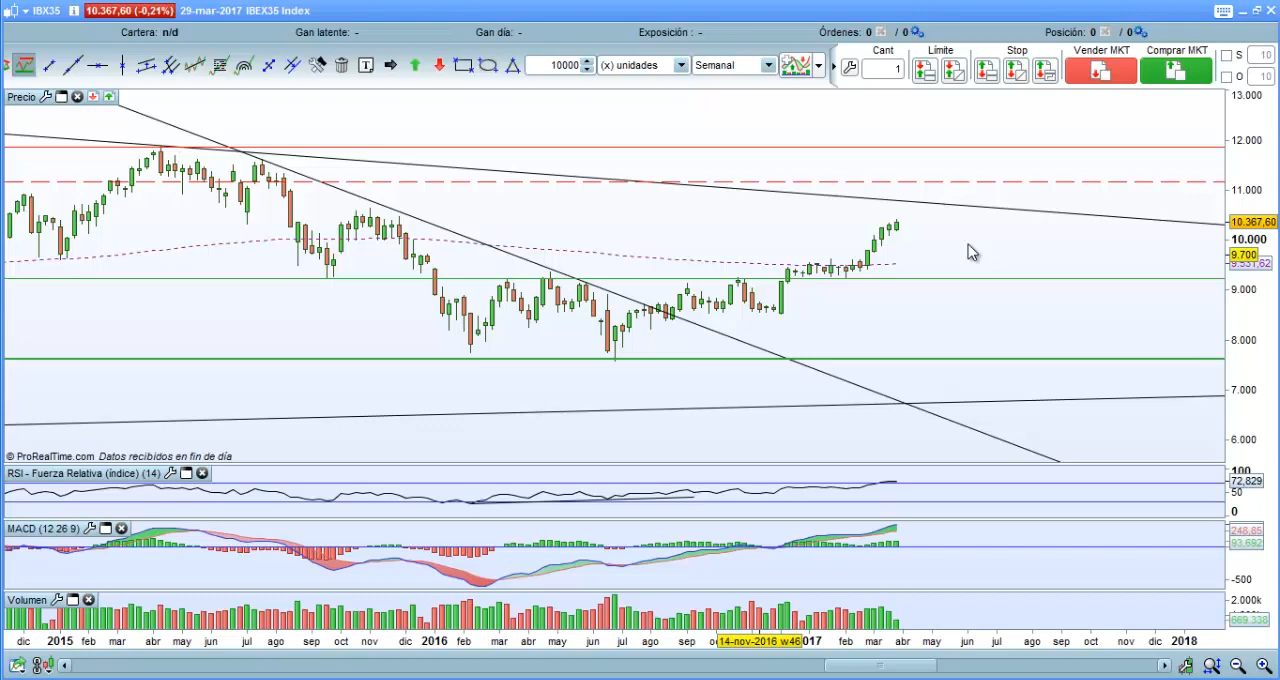 IBX35 10.367,60 (-0,21%) 29-mar-2017 IBEX35 Index
Cartera: n/d Gan latente: - Gan día: - Exposición : - Órdenes: 0 / 0 Posición: 0 / 0
Cant Límite Stop Vender MKT Comprar MKT S 10
T 10000 (x) unidades Semanal 1 O 10
Precio
13.000
12.000
11.000
10.367,60
10.000
9.700
9.531,62
9.000
8.000
7.000
6.000
© ProRealTime.com Datos recibidos en fin de día
RSI - Fuerza Relativa (índice) (14)
100
72,829
50
0
MACD (12 26 9)
248,65
93,692
-500
Volumen
2.000k
669.338
dic 2015 feb mar abr may jun jul ago sep oct nov dic 2016 feb mar abr may jun jul ago sep 14-nov-2016 w46 017 feb mar abr may jun jul ago sep oct nov dic 2018